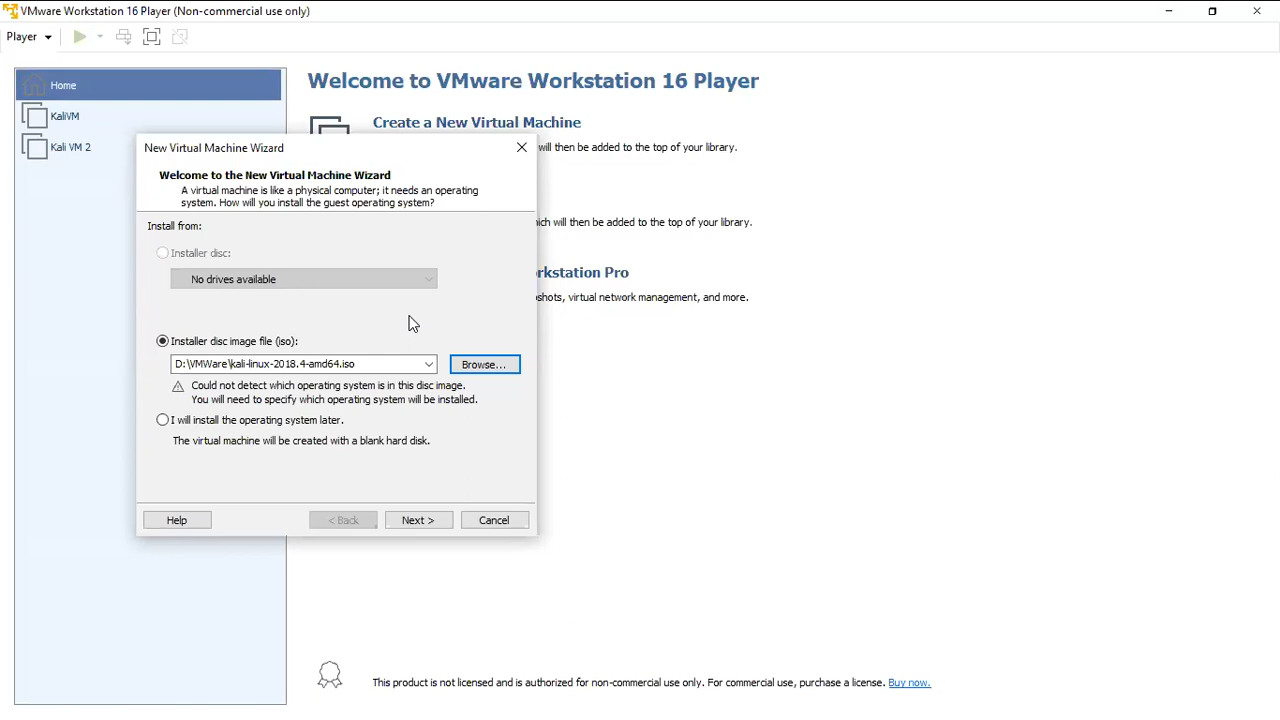 VMware Workstation 16 Player (Non-commercial use only)
Player
Home
KaliVM
Kali VM 2
Welcome to VMware Workstation 16 Player
Create a New Virtual Machine
will then be added to the top of your library.
hich will then be added to the top of your library.
orkstation Pro
shots, virtual network management, and more.
New Virtual Machine Wizard
Welcome to the New Virtual Machine Wizard
A virtual machine is like a physical computer; it needs an operating
system. How will you install the guest operating system?
Install from:
Installer disc:
No drives available
Installer disc image file (iso):
D:\VMWare\kali-linux-2018.4-amd64.iso
Browse...
Could not detect which operating system is in this disc image.
You will need to specify which operating system will be installed.
I will install the operating system later.
The virtual machine will be created with a blank hard disk.
Help
< Back
Next >
Cancel
This product is not licensed and is authorized for non-commercial use only. For commercial use, purchase a license. Buy now.